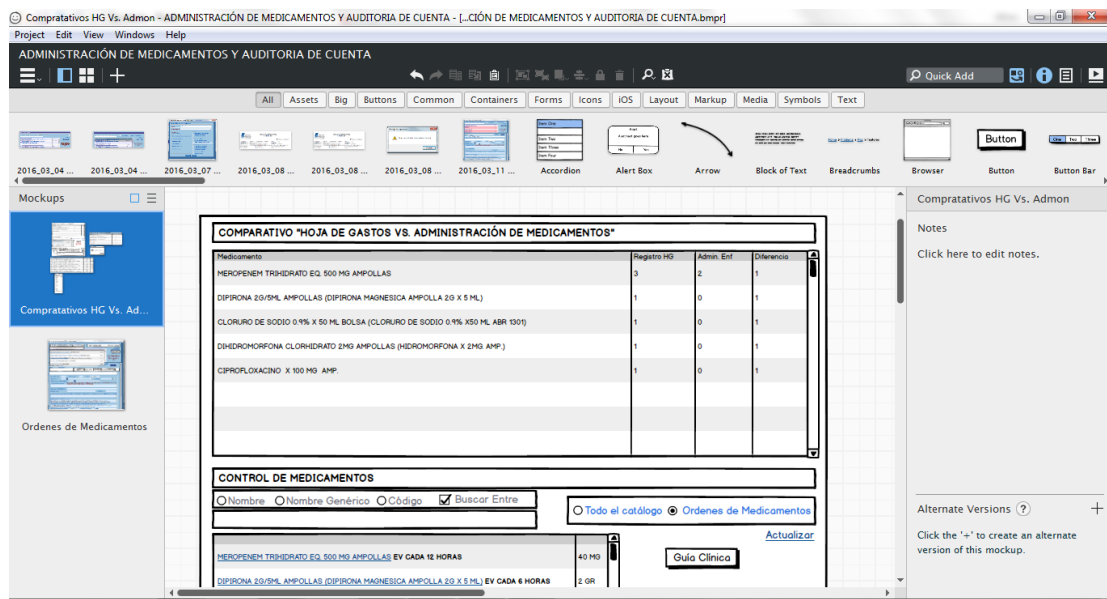 Compratativos HG Vs. Admon - ADMINISTRACIÓN DE MEDICAMENTOS Y AUDITORIA DE CUENTA - [...CIÓN DE MEDICAMENTOS Y AUDITORIA DE CUENTA.bmpr]
Project Edit View Windows Help
ADMINISTRACIÓN DE MEDICAMENTOS Y AUDITORIA DE CUENTA
Quick Add
All Assets Big Buttons Common Containers Forms Icons iOS Layout Markup Media Symbols Text
2016_03_04 ... 2016_03_04 ... 2016_03_07 ... 2016_03_08 ... 2016_03_08 ... 2016_03_08 ... 2016_03_11 ... Accordion Alert Box Arrow Block of Text Breadcrumbs Browser Button Button Bar
Button
One Two Three
Item One
Item Two
Item Three
Item Four
Mockups
Compratativos HG Vs. Ad...
Ordenes de Medicamentos
COMPARATIVO "HOJA DE GASTOS VS. ADMINISTRACIÓN DE MEDICAMENTOS"
Medicamento Registro HG Admin. Enf Diferencia
MEROPENEM TRIHIDRATO EQ. 500 MG AMPOLLAS 3 2 1
DIPIRONA 2G/5ML AMPOLLAS (DIPIRONA MAGNESICA AMPOLLA 2G X 5 ML) 1 0 1
CLORURO DE SODIO 0.9% X 50 ML BOLSA (CLORURO DE SODIO 0.9% X50 ML ABR 1301) 1 0 1
DIHIDROMORFONA CLORHIDRATO 2MG AMPOLLAS (HIDROMORFONA X 2MG AMP.) 1 0 1
CIPROFLOXACINO X 100 MG AMP. 1 0 1
CONTROL DE MEDICAMENTOS
Nombre Nombre Genérico Código Buscar Entre
Todo el catálogo Ordenes de Medicamentos
Actualizar
MEROPENEM TRIHIDRATO EQ. 500 MG AMPOLLAS EV CADA 12 HORAS 40 MG
Guía Clínica
DIPIRONA 2G/5ML AMPOLLAS (DIPIRONA MAGNESICA AMPOLLA 2G X 5 ML) EV CADA 6 HORAS 2 GR
Compratativos HG Vs. Admon
Notes
Click here to edit notes.
Alternate Versions ?
Click the '+' to create an alternate
version of this mockup.